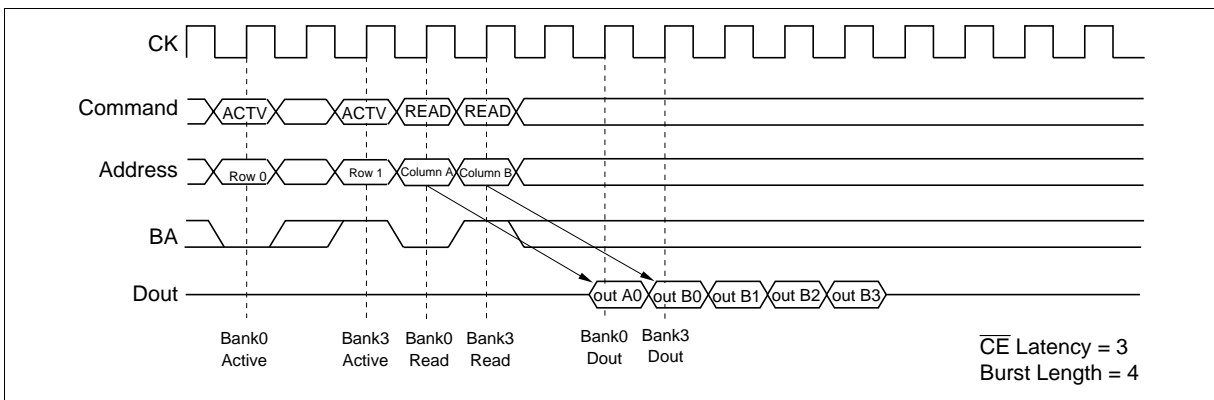 CK
Command ACTV ACTV READ READ
Address Row 0 Row 1 Column A Column B
BA
Dout out A0 out B0 out B1 out B2 out B3
Bank0 Active
Bank3 Active
Bank0 Read
Bank3 Read
Bank0 Dout
Bank3 Dout
CE Latency = 3
Burst Length = 4